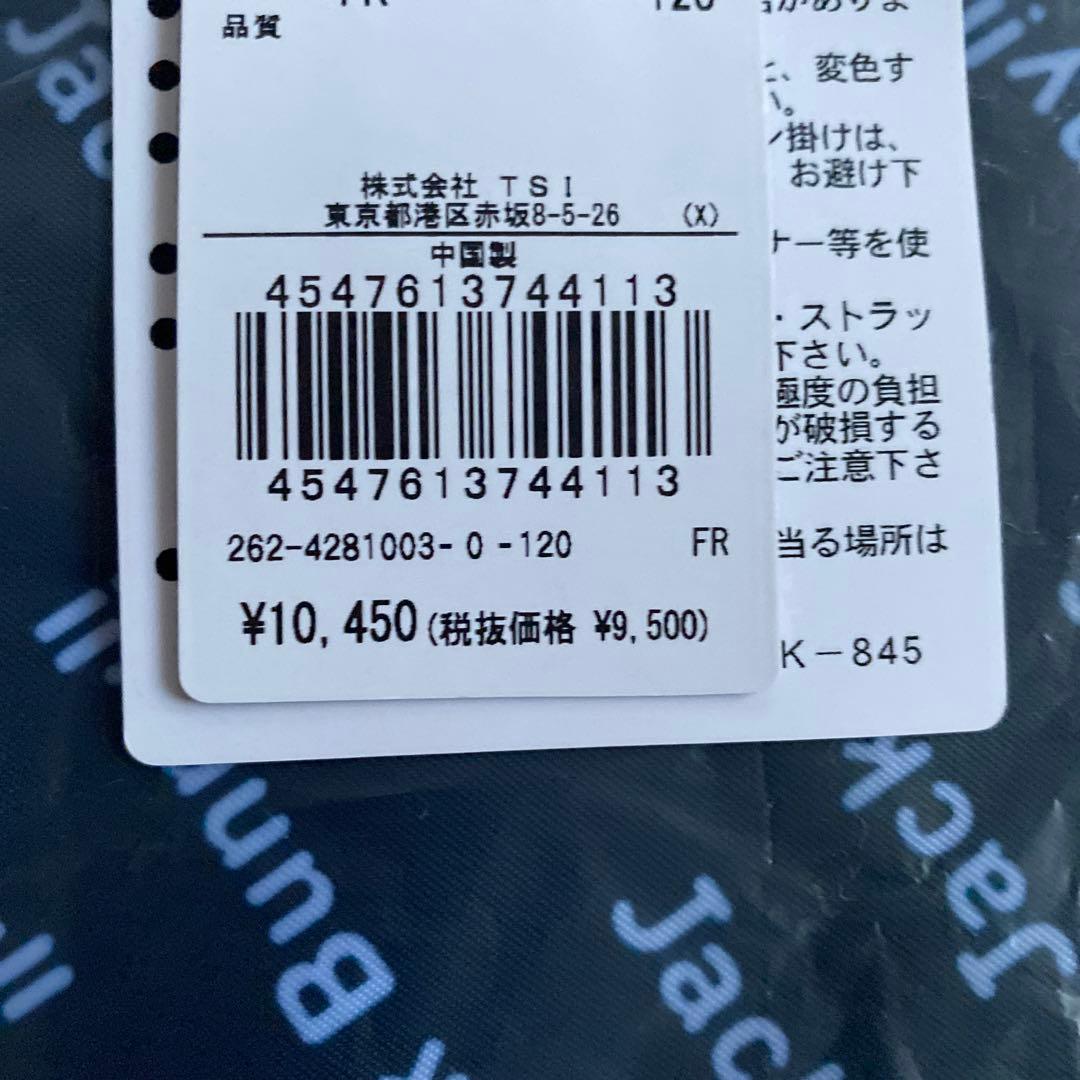 FR 120
品質
株式会社 TSI
東京都港区赤坂8-5-26 (X)
中国製
4547613744113
4547613744113
262-4281003-0-120 FR
¥10,450(税抜価格 ¥9,500)
がありま
、変色す
い。
掛けは、
お避け下
ナー等を使
・ストラッ
下さい。
極度の負担
が破損する
ご注意下さ
当る場所は
K-845
Jac
Bun
Jack
Jack